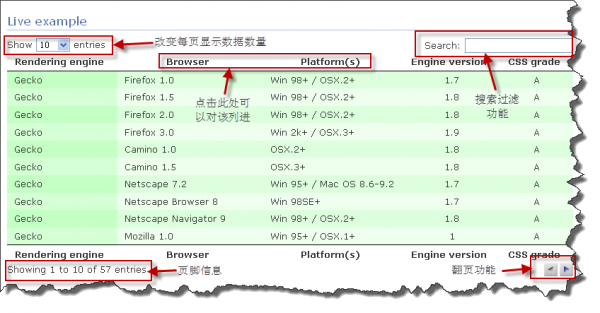 Live example
Show 10 entries
改变每页显示数据数量
Search:
Rendering engine Browser Platform(s) Engine version CSS grade
Gecko Firefox 1.0 Win 98+ / OSX.2+ 1.7 A
Gecko Firefox 1.5 Win 98+ / OSX.2+ 1.8 A
Gecko Firefox 2.0 Win 98+ / OSX.2+ 1.8 A
Gecko Firefox 3.0 Win 2k+ / OSX.3+ 1.9 A
Gecko Camino 1.0 OSX.2+ 1.8 A
Gecko Camino 1.5 OSX.3+ 1.8 A
Gecko Netscape 7.2 Win 95+ / Mac OS 8.6-9.2 1.7 A
Gecko Netscape Browser 8 Win 98SE+ 1.7 A
Gecko Netscape Navigator 9 Win 98+ / OSX.2+ 1.8 A
Gecko Mozilla 1.0 Win 95+ / OSX.1+ 1 A
点击此处可
以对该列进
搜索过滤
功能
Rendering engine Browser Platform(s) Engine version CSS grade
Showing 1 to 10 of 57 entries
页脚信息
翻页功能